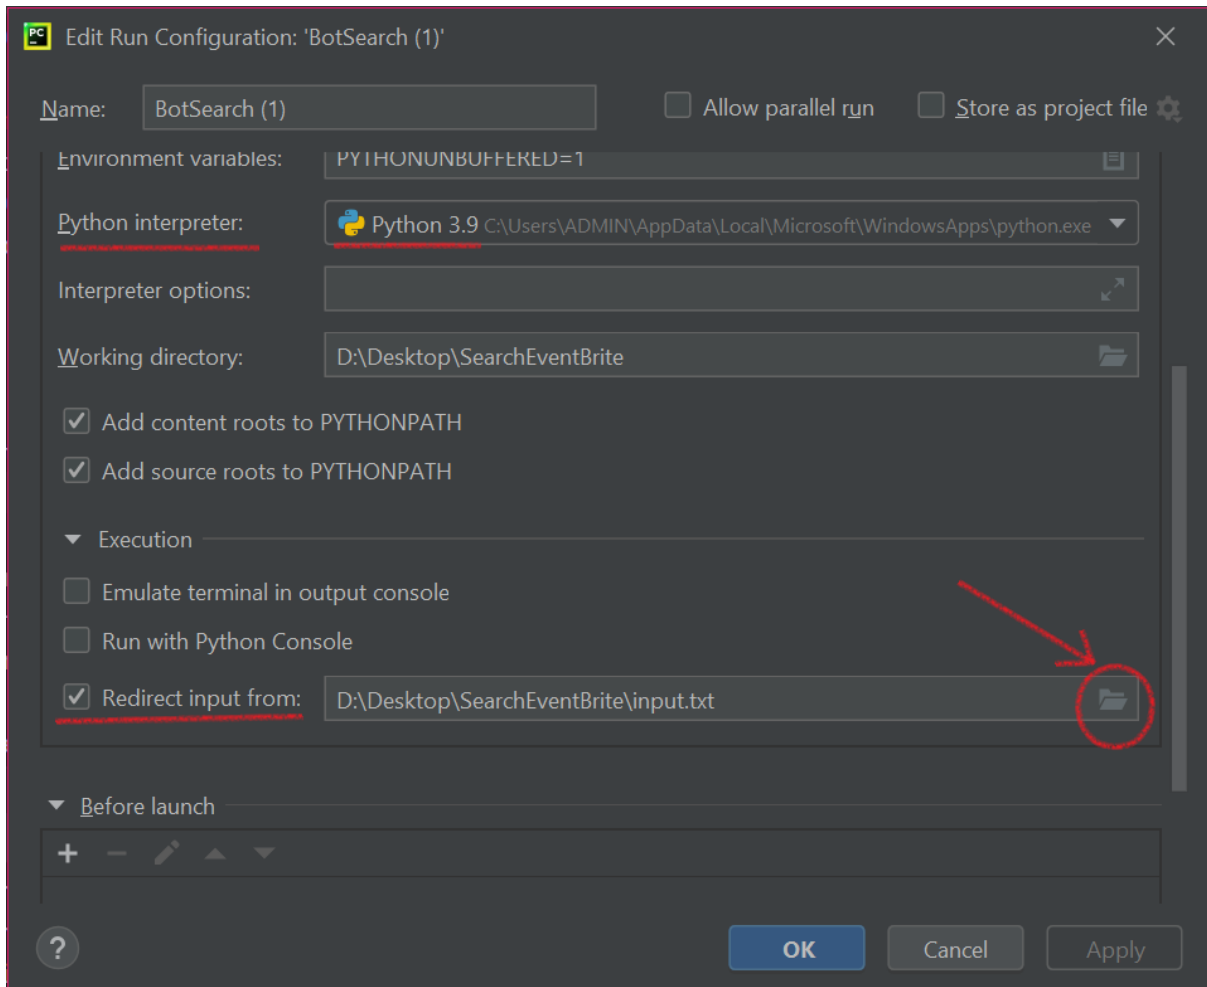 PC
Edit Run Configuration: 'BotSearch (1)'
Name: BotSearch (1) Allow parallel run Store as project file
Environment variables: PYTHONUNBUFFERED=1
Python interpreter: Python 3.9 C:\Users\ADMIN\AppData\Local\Microsoft\WindowsApps\python.exe
Interpreter options:
Working directory: D:\Desktop\SearchEventBrite
Add content roots to PYTHONPATH
Add source roots to PYTHONPATH
Execution
Emulate terminal in output console
Run with Python Console
Redirect input from: D:\Desktop\SearchEventBrite\input.txt
Before launch
? OK Cancel Apply